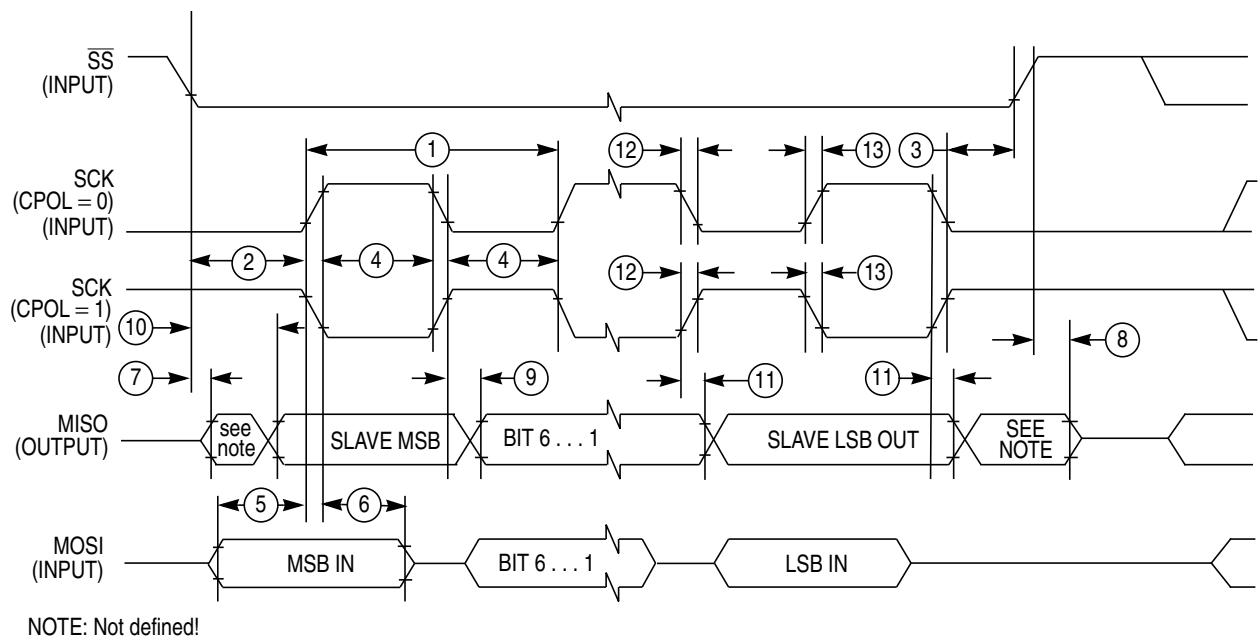 SS
(INPUT)
1
12
13
3
SCK
(CPOL = 0)
(INPUT)
2
4
4
12
13
SCK
(CPOL = 1)
(INPUT)
10
8
7
9
11
11
MISO
(OUTPUT)
see
note
SLAVE MSB
BIT 6 . . . 1
SLAVE LSB OUT
SEE
NOTE
5
6
MOSI
(INPUT)
MSB IN
BIT 6 . . . 1
LSB IN
NOTE: Not defined!